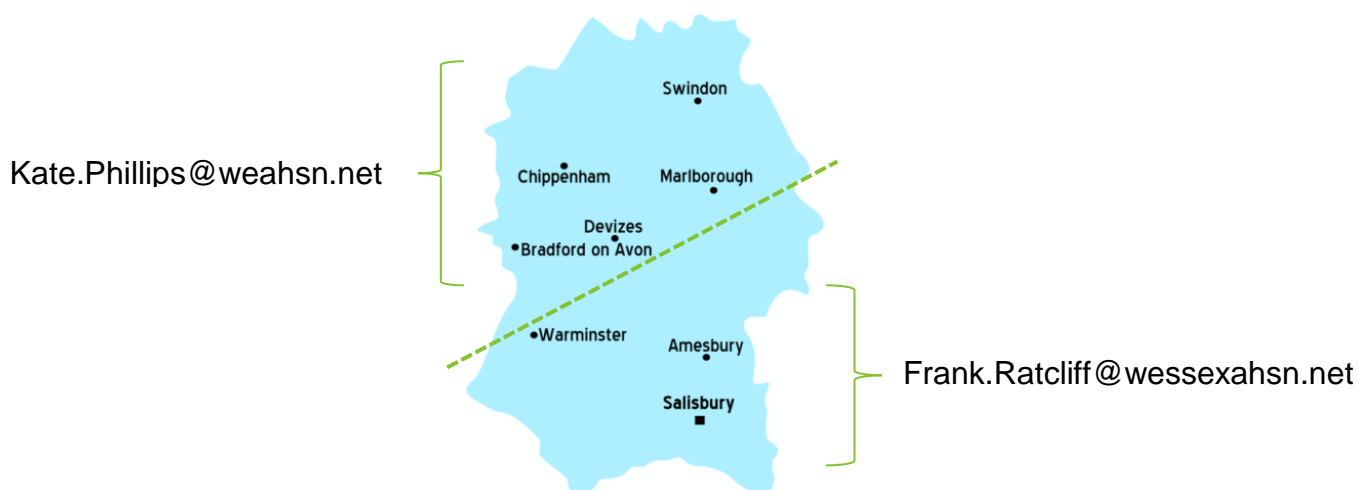 Swindon
Kate.Phillips@weahsn.net
Chippenham
Marlborough
Devizes
Bradford on Avon
Warminster
Amesbury
Frank.Ratcliff@wessexahsn.net
Salisbury